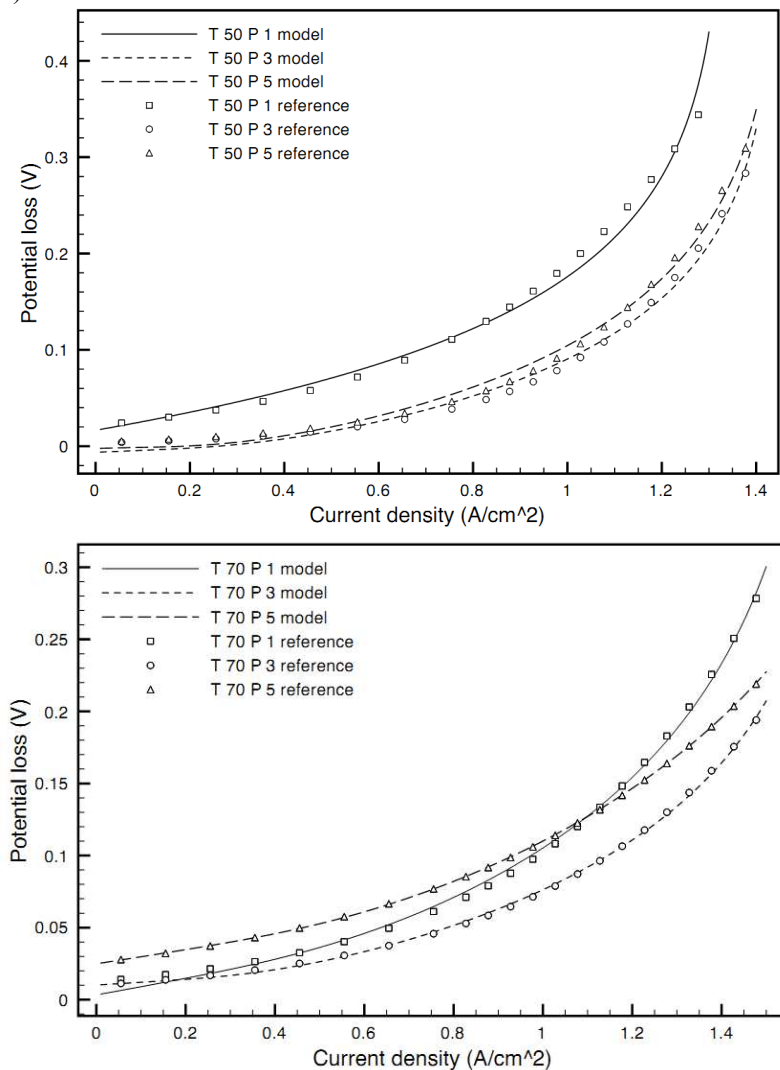 )
T 50 P 1 model
T 50 P 3 model
T 50 P 5 model
T 50 P 1 reference
T 50 P 3 reference
T 50 P 5 reference
0.4
0.3
0.2
0.1
0
Potential loss (V)
0 0.2 0.4 0.6 0.8 1 1.2 1.4
Current density (A/cm^2)
T 70 P 1 model
T 70 P 3 model
T 70 P 5 model
T 70 P 1 reference
T 70 P 3 reference
T 70 P 5 reference
0.3
0.25
0.2
0.15
0.1
0.05
0
Potential loss (V)
0 0.2 0.4 0.6 0.8 1 1.2 1.4
Current density (A/cm^2)